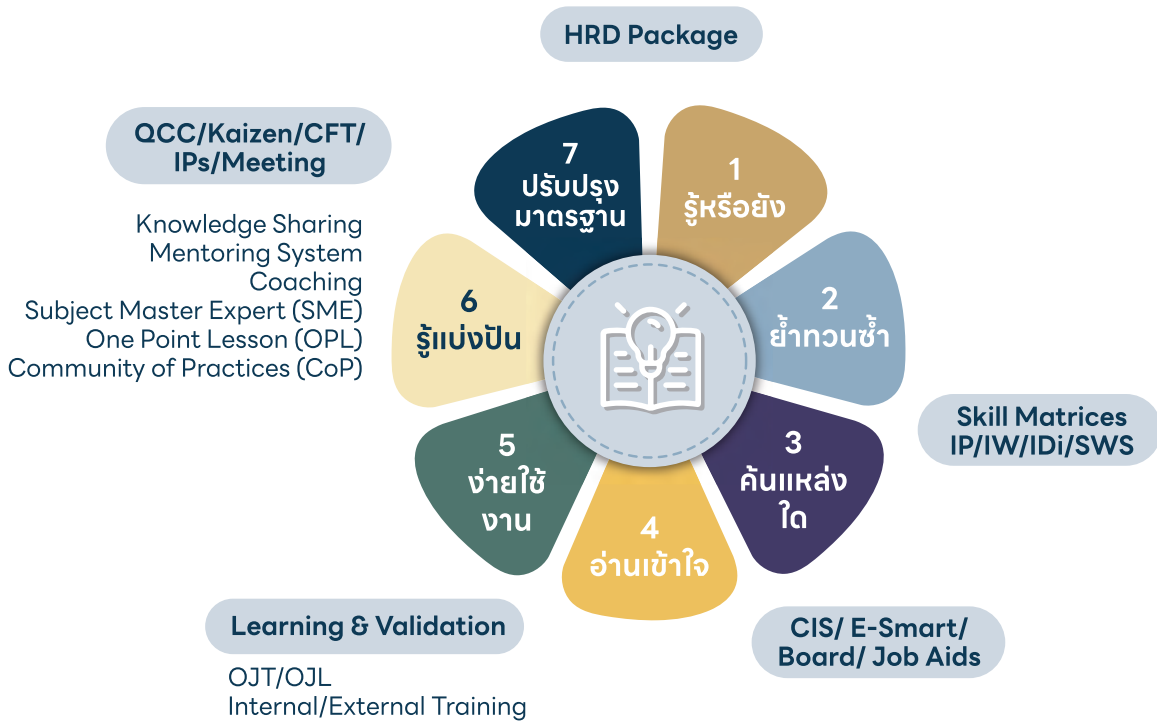 HRD Package
QCC/Kaizen/CFT/
IPs/Meeting
Knowledge Sharing
Mentoring System
Coaching
Subject Master Expert (SME)
One Point Lesson (OPL)
Community of Practices (CoP)
1
รู้หรือยัง
2
ย้ำทวนซ้ำ
3
ค้นแหล่ง
ใด
4
อ่านเข้าใจ
5
ง่ายใช้
งาน
6
รู้แบ่งปัน
7
ปรับปรุง
มาตรฐาน
Skill Matrices
IP/IW/IDi/SWS
CIS/ E-Smart/
Board/ Job Aids
Learning & Validation
OJT/OJL
Internal/External Training